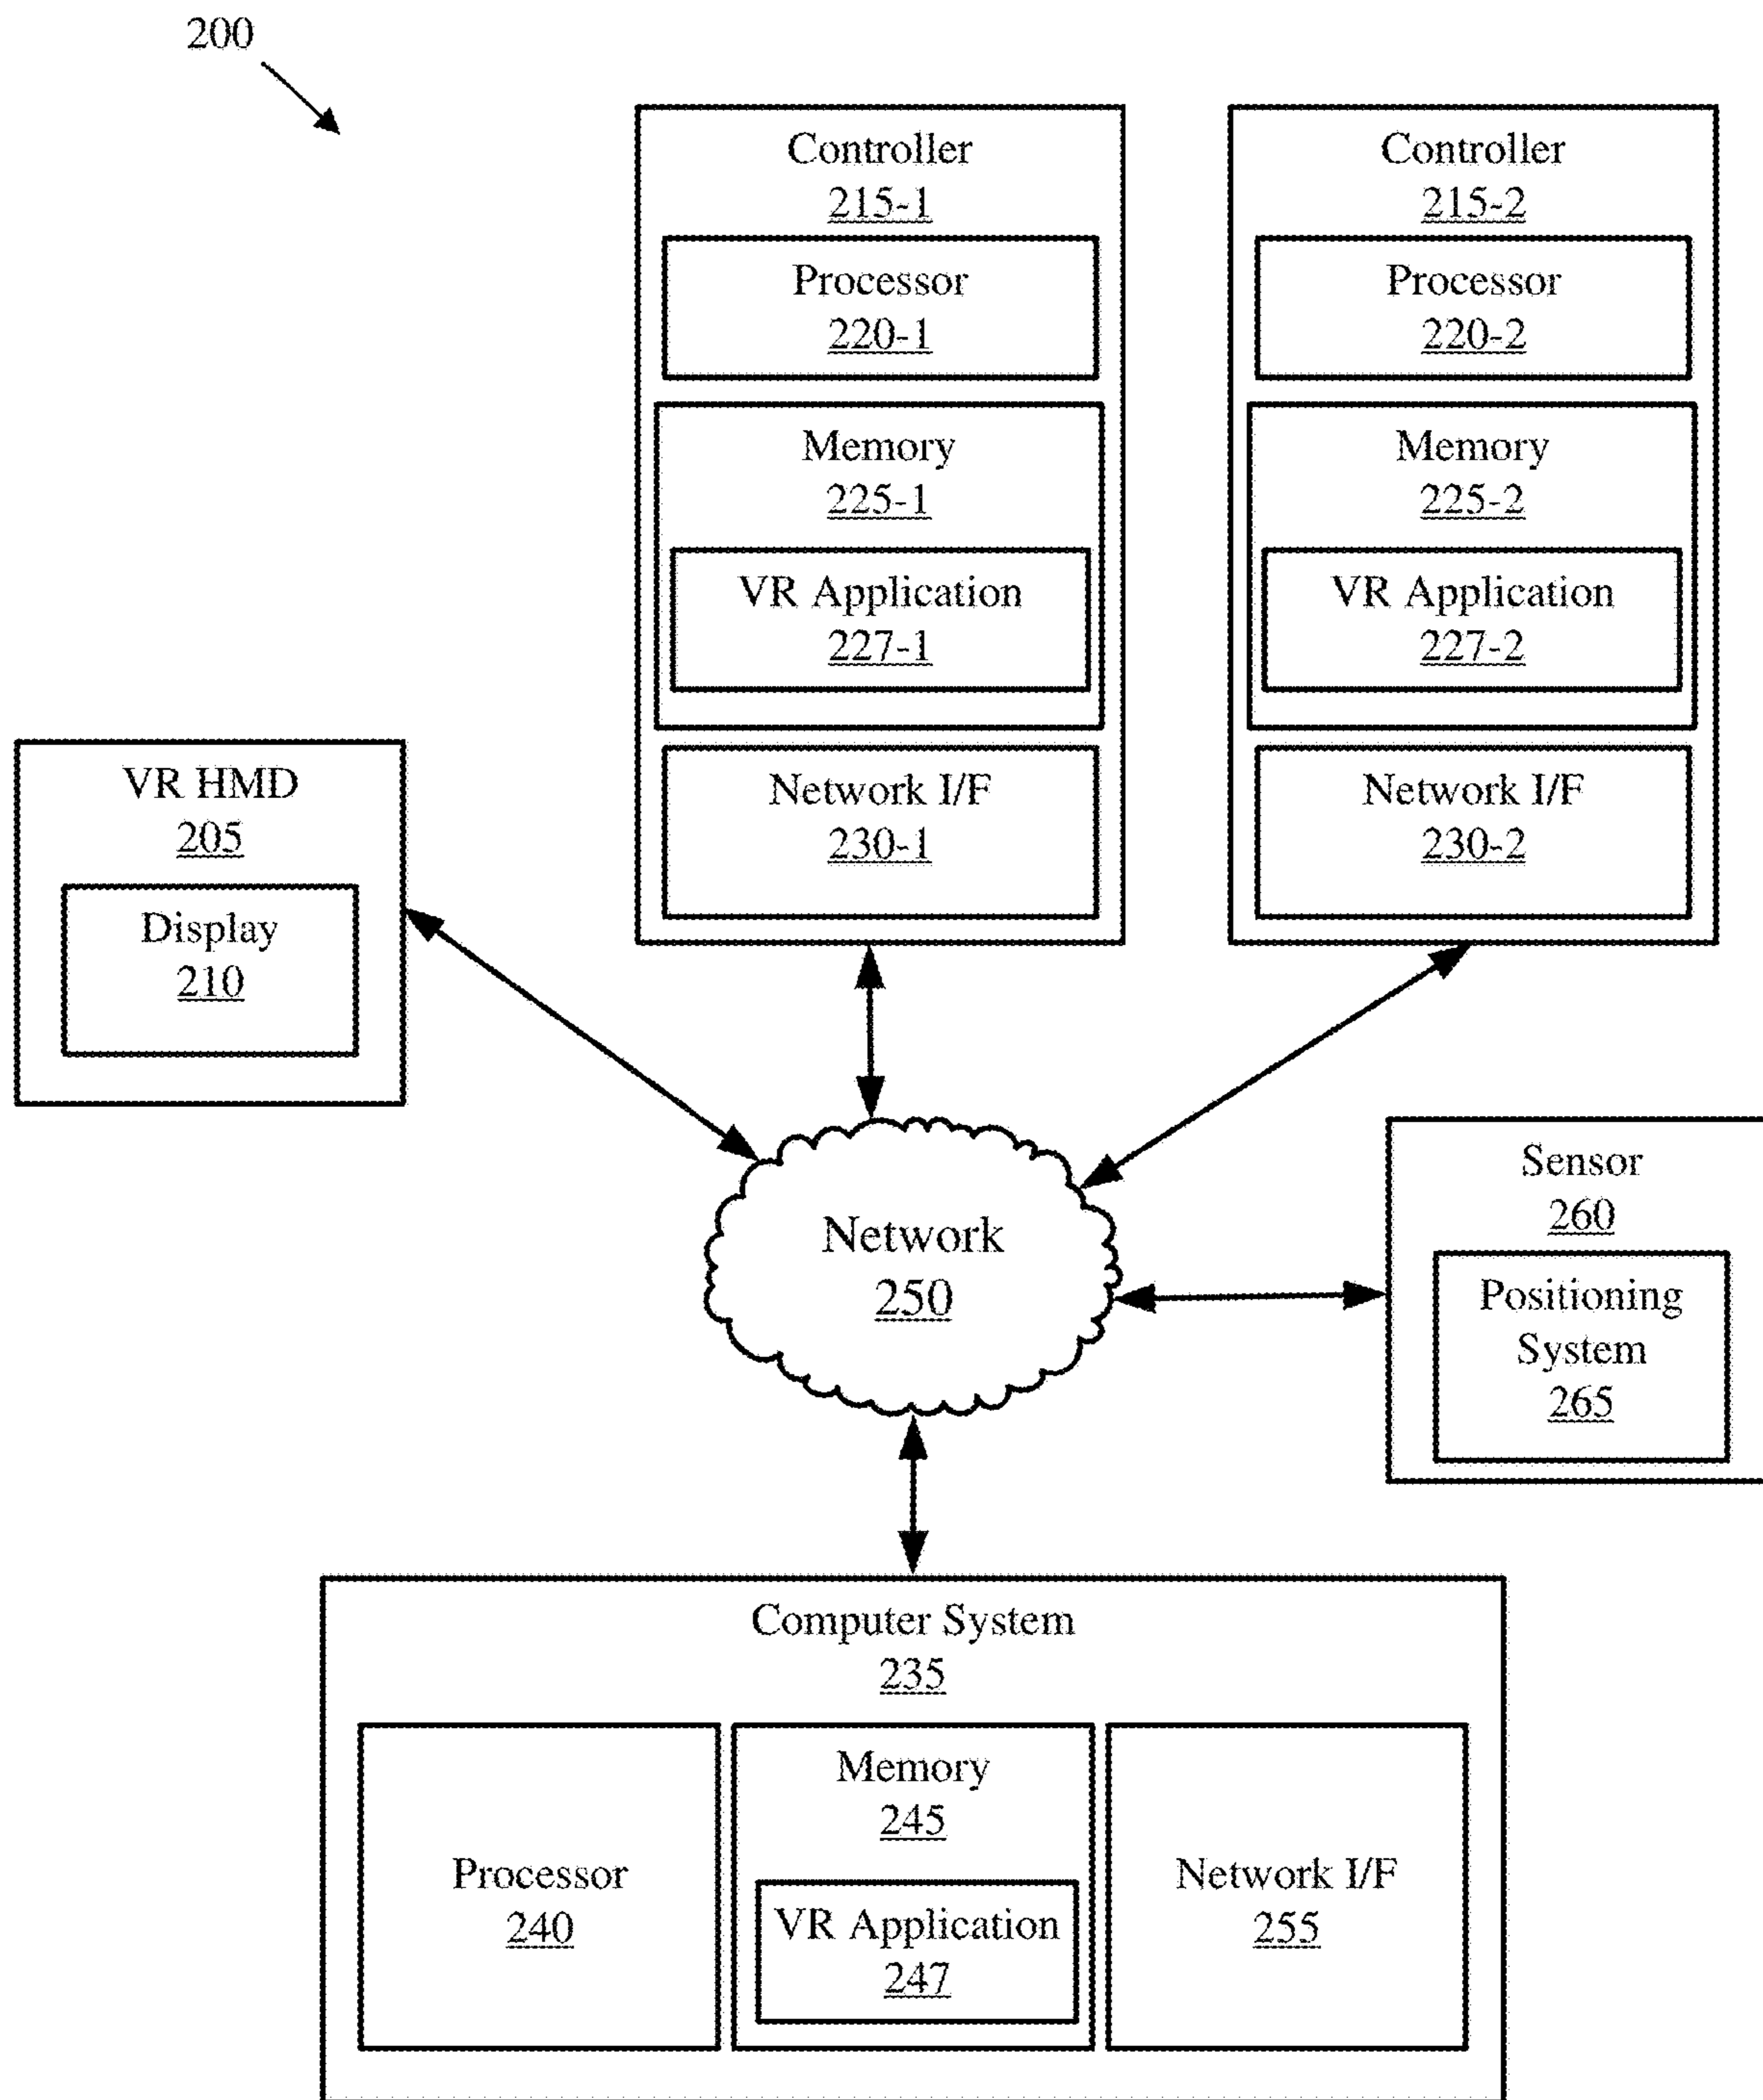 200
Controller
215-1
Processor
220-1
Memory
225-1
VR Application
227-1
Network I/F
230-1
Controller
215-2
Processor
220-2
Memory
225-2
VR Application
227-2
Network I/F
230-2
VR HMD
205
Display
210
Network
250
Sensor
260
Positioning
System
265
Computer System
235
Processor
240
Memory
245
VR Application
247
Network I/F
255